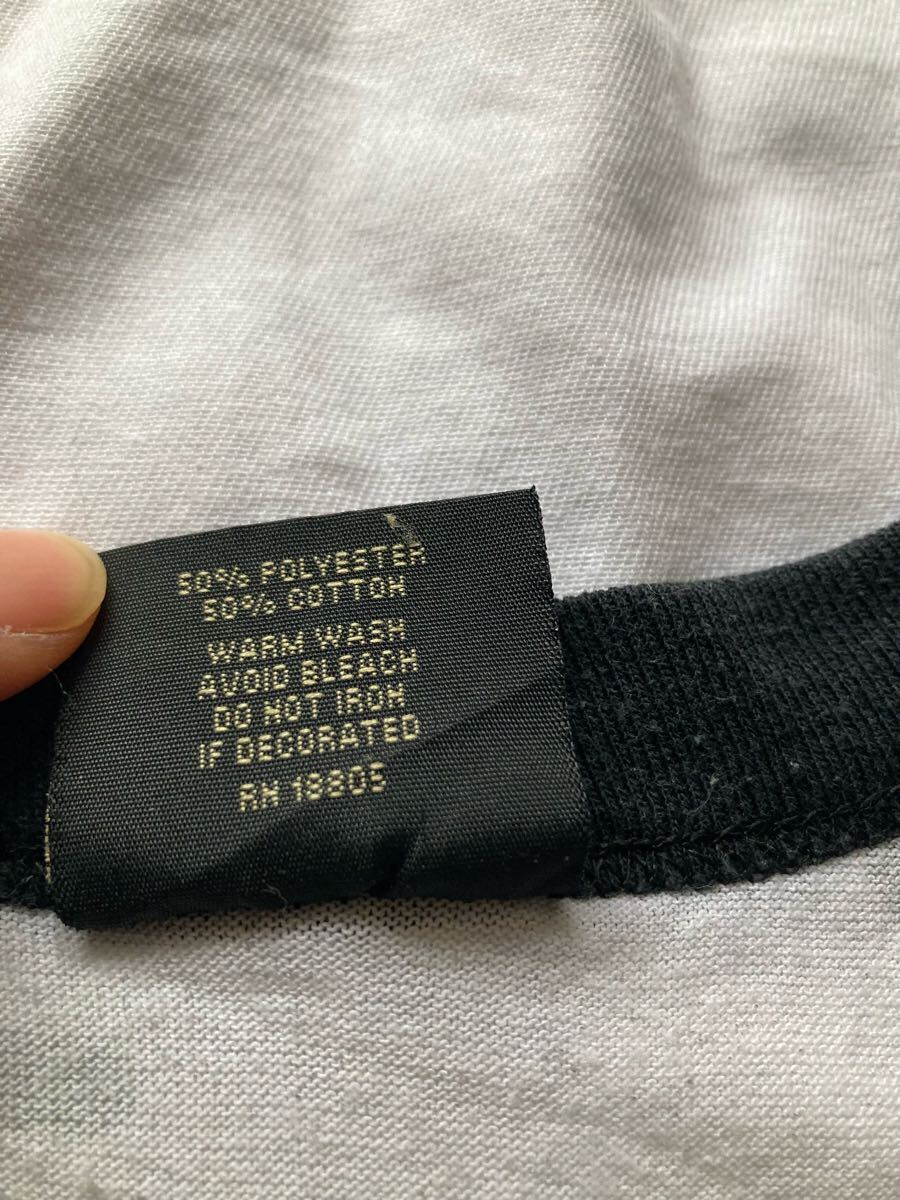 50% POLYESTER
50% COTTON
WARM WASH
AVOID BLEACH
DO NOT IRON
IF DECORATED
RN 18805